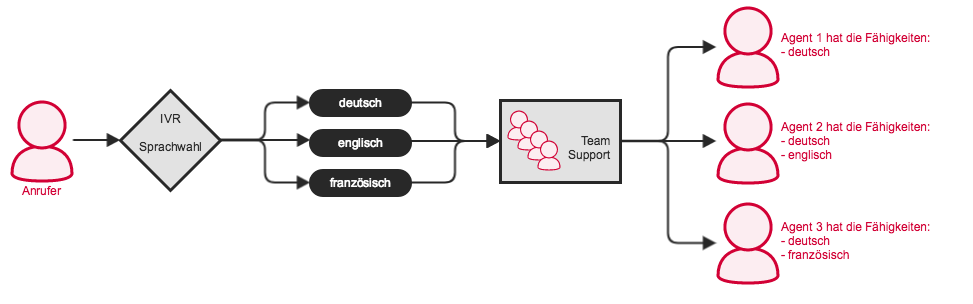 Anrufer
IVR
Sprachwahl
deutsch
englisch
französisch
Team
Support
Agent 1 hat die Fähigkeiten:
- deutsch
Agent 2 hat die Fähigkeiten:
- deutsch
- englisch
Agent 3 hat die Fähigkeiten:
- deutsch
- französisch